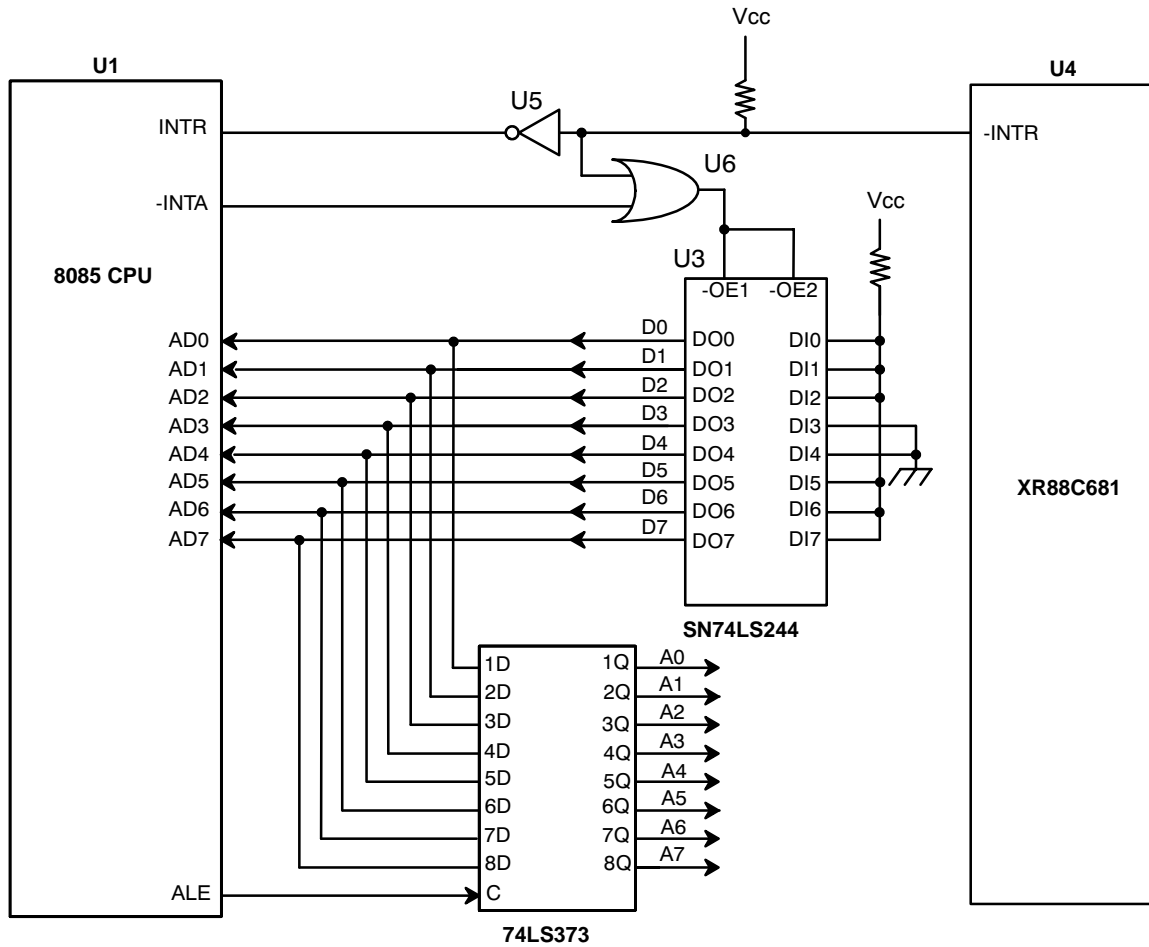 Vcc
U1
U4
U5
INTR
-INTR
U6
-INTA
Vcc
8085 CPU
U3
-OE1 -OE2
AD0 D0 DO0 DI0
AD1 D1 DO1 DI1
AD2 D2 DO2 DI2
AD3 D3 DO3 DI3
AD4 D4 DO4 DI4
AD5 D5 DO5 DI5
AD6 D6 DO6 DI6
AD7 D7 DO7 DI7
XR88C681
SN74LS244
1D 1Q A0
2D 2Q A1
3D 3Q A2
4D 4Q A3
5D 5Q A4
6D 6Q A5
7D 7Q A6
8D 8Q A7
ALE C
74LS373